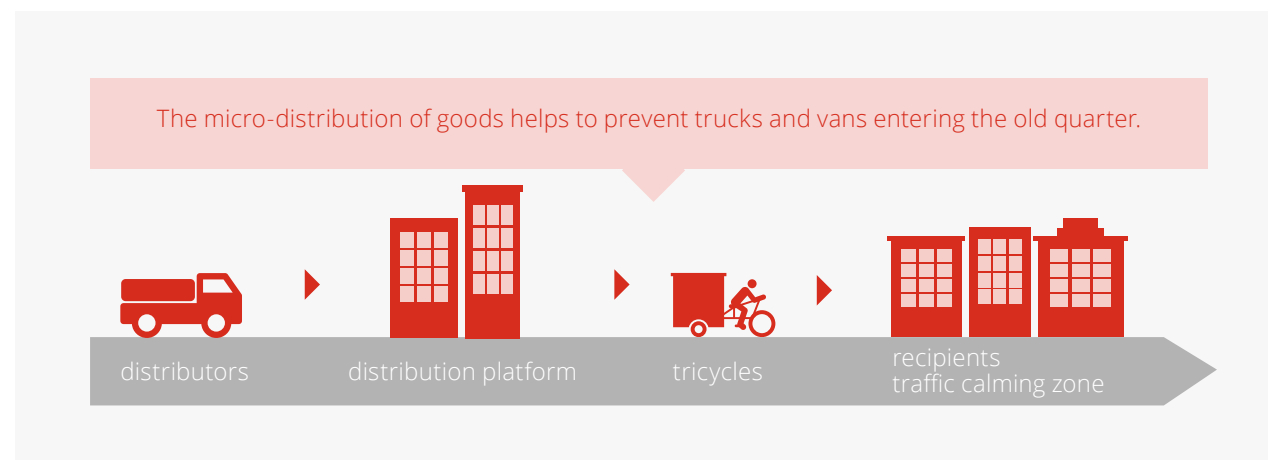 The micro-distribution of goods helps to prevent trucks and vans entering the old quarter.
distributors
distribution platform
tricycles
recipients
traffic calming zone